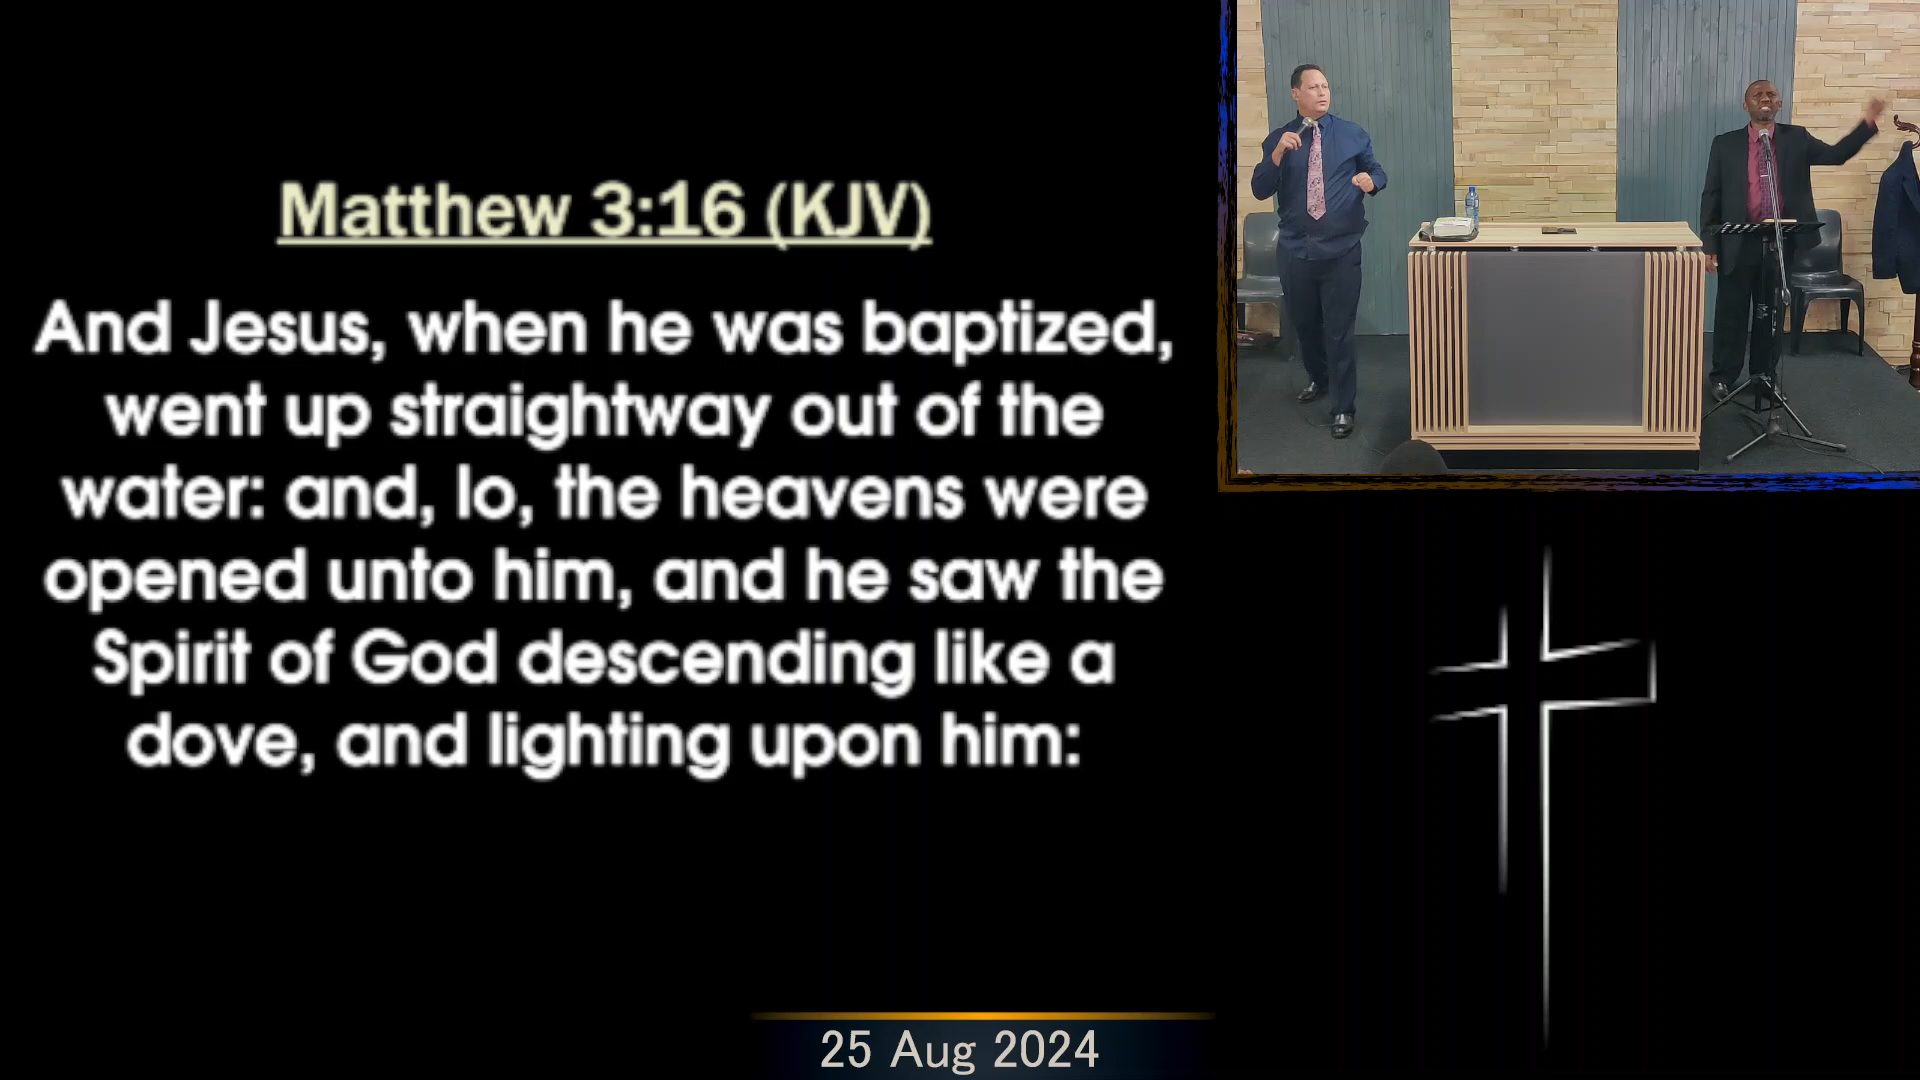 Matthew 3:16 (KJV)
And Jesus, when he was baptized,
went up straightway out of the
water: and, lo, the heavens were
opened unto him, and he saw the
Spirit of God descending like a
dove, and lighting upon him:
25 Aug 2024